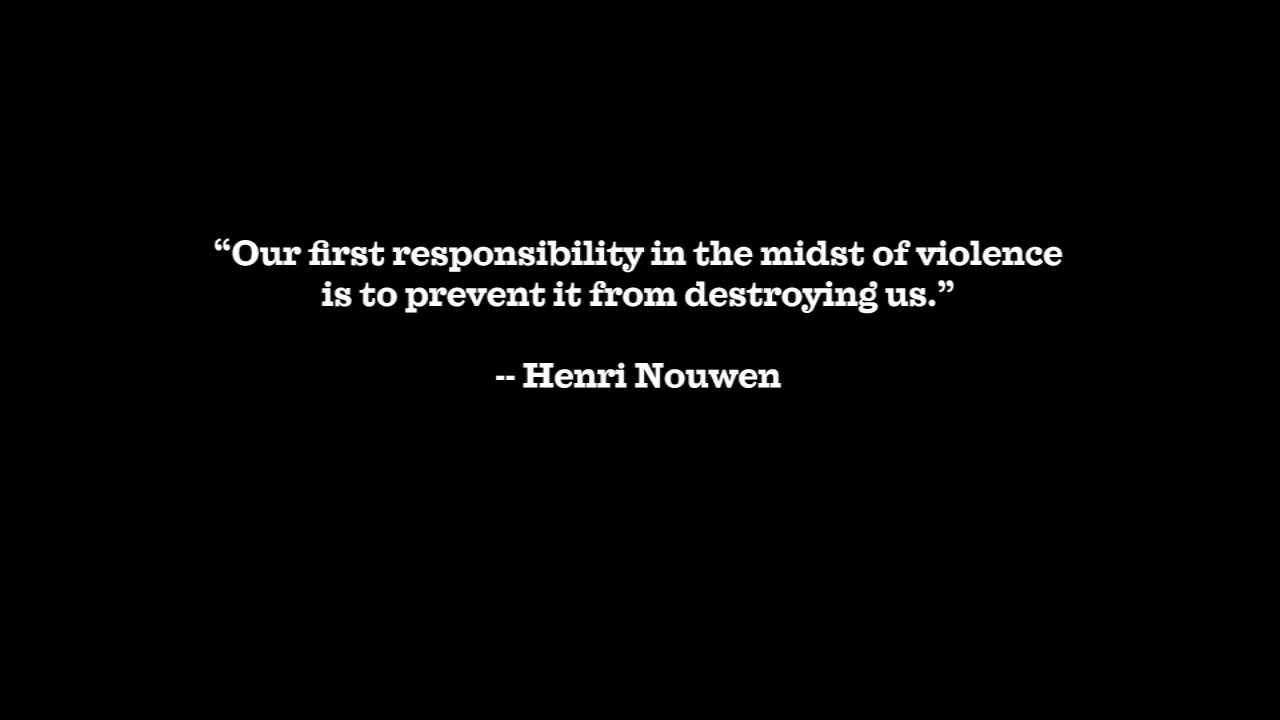 “Our first responsibility in the midst of violence
is to prevent it from destroying us.”
-- Henri Nouwen